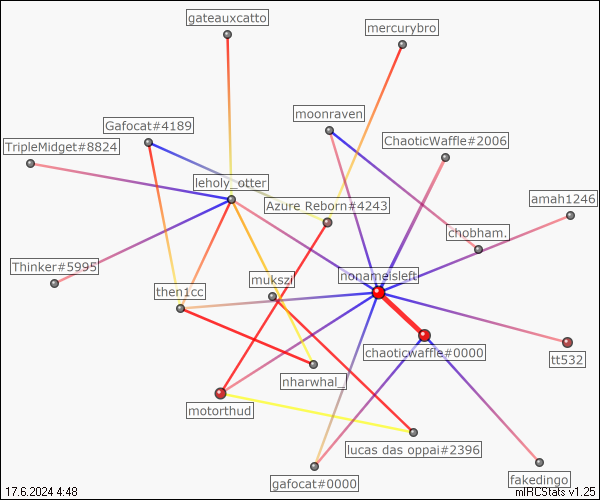 gateauxcatto
mercurybro
moonraven
Gafocat#4189
ChaoticWaffle#2006
TripleMidget#8824
leholy_otter
amah1246
Azure Reborn#4243
chobham.
Thinker#5995
nonameisleft
mukszi
then1cc
chaoticwaffle#0000
tt532
nharwhal_
motorthud
lucas das oppai#2396
gafocat#0000
fakedingo
17.6.2024 4:48
mIRCStats v1.25